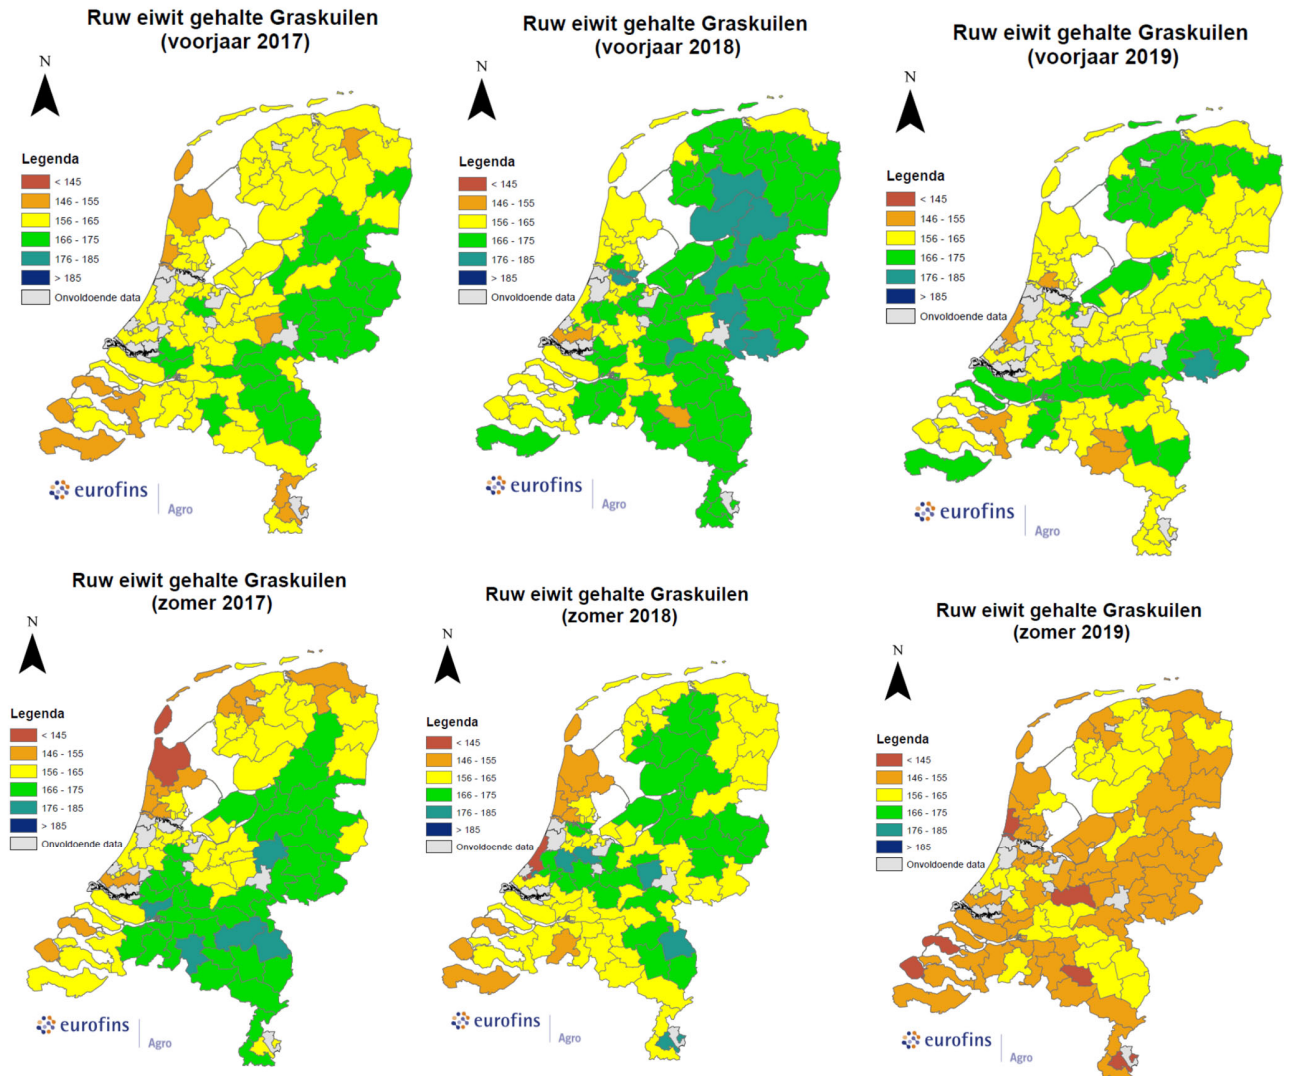 Ruw eiwit gehalte Graskuilen
(voorjaar 2017)
N
Legenda
< 145
146 - 155
156 - 165
166 - 175
176 - 185
> 185
Onvoldoende data
eurofins
Agro
Ruw eiwit gehalte Graskuilen
(voorjaar 2018)
N
Legenda
< 145
146 - 155
156 - 165
166 - 175
176 - 185
> 185
Onvoldoende data
eurofins
Agro
Ruw eiwit gehalte Graskuilen
(voorjaar 2019)
N
Legenda
< 145
146 - 155
156 - 165
166 - 175
176 - 185
> 185
Onvoldoende data
eurofins
Agro
Ruw eiwit gehalte Graskuilen
(zomer 2017)
N
Legenda
< 145
146 - 155
156 - 165
166 - 175
176 - 185
> 185
Onvoldoende data
eurofins
Agro
Ruw eiwit gehalte Graskuilen
(zomer 2018)
N
Legenda
< 145
146 - 155
156 - 165
166 - 175
176 - 185
> 185
Onvoldoende data
eurofins
Agro
Ruw eiwit gehalte Graskuilen
(zomer 2019)
N
Legenda
< 145
146 - 155
156 - 165
166 - 175
176 - 185
> 185
Onvoldoende data
eurofins
Agro